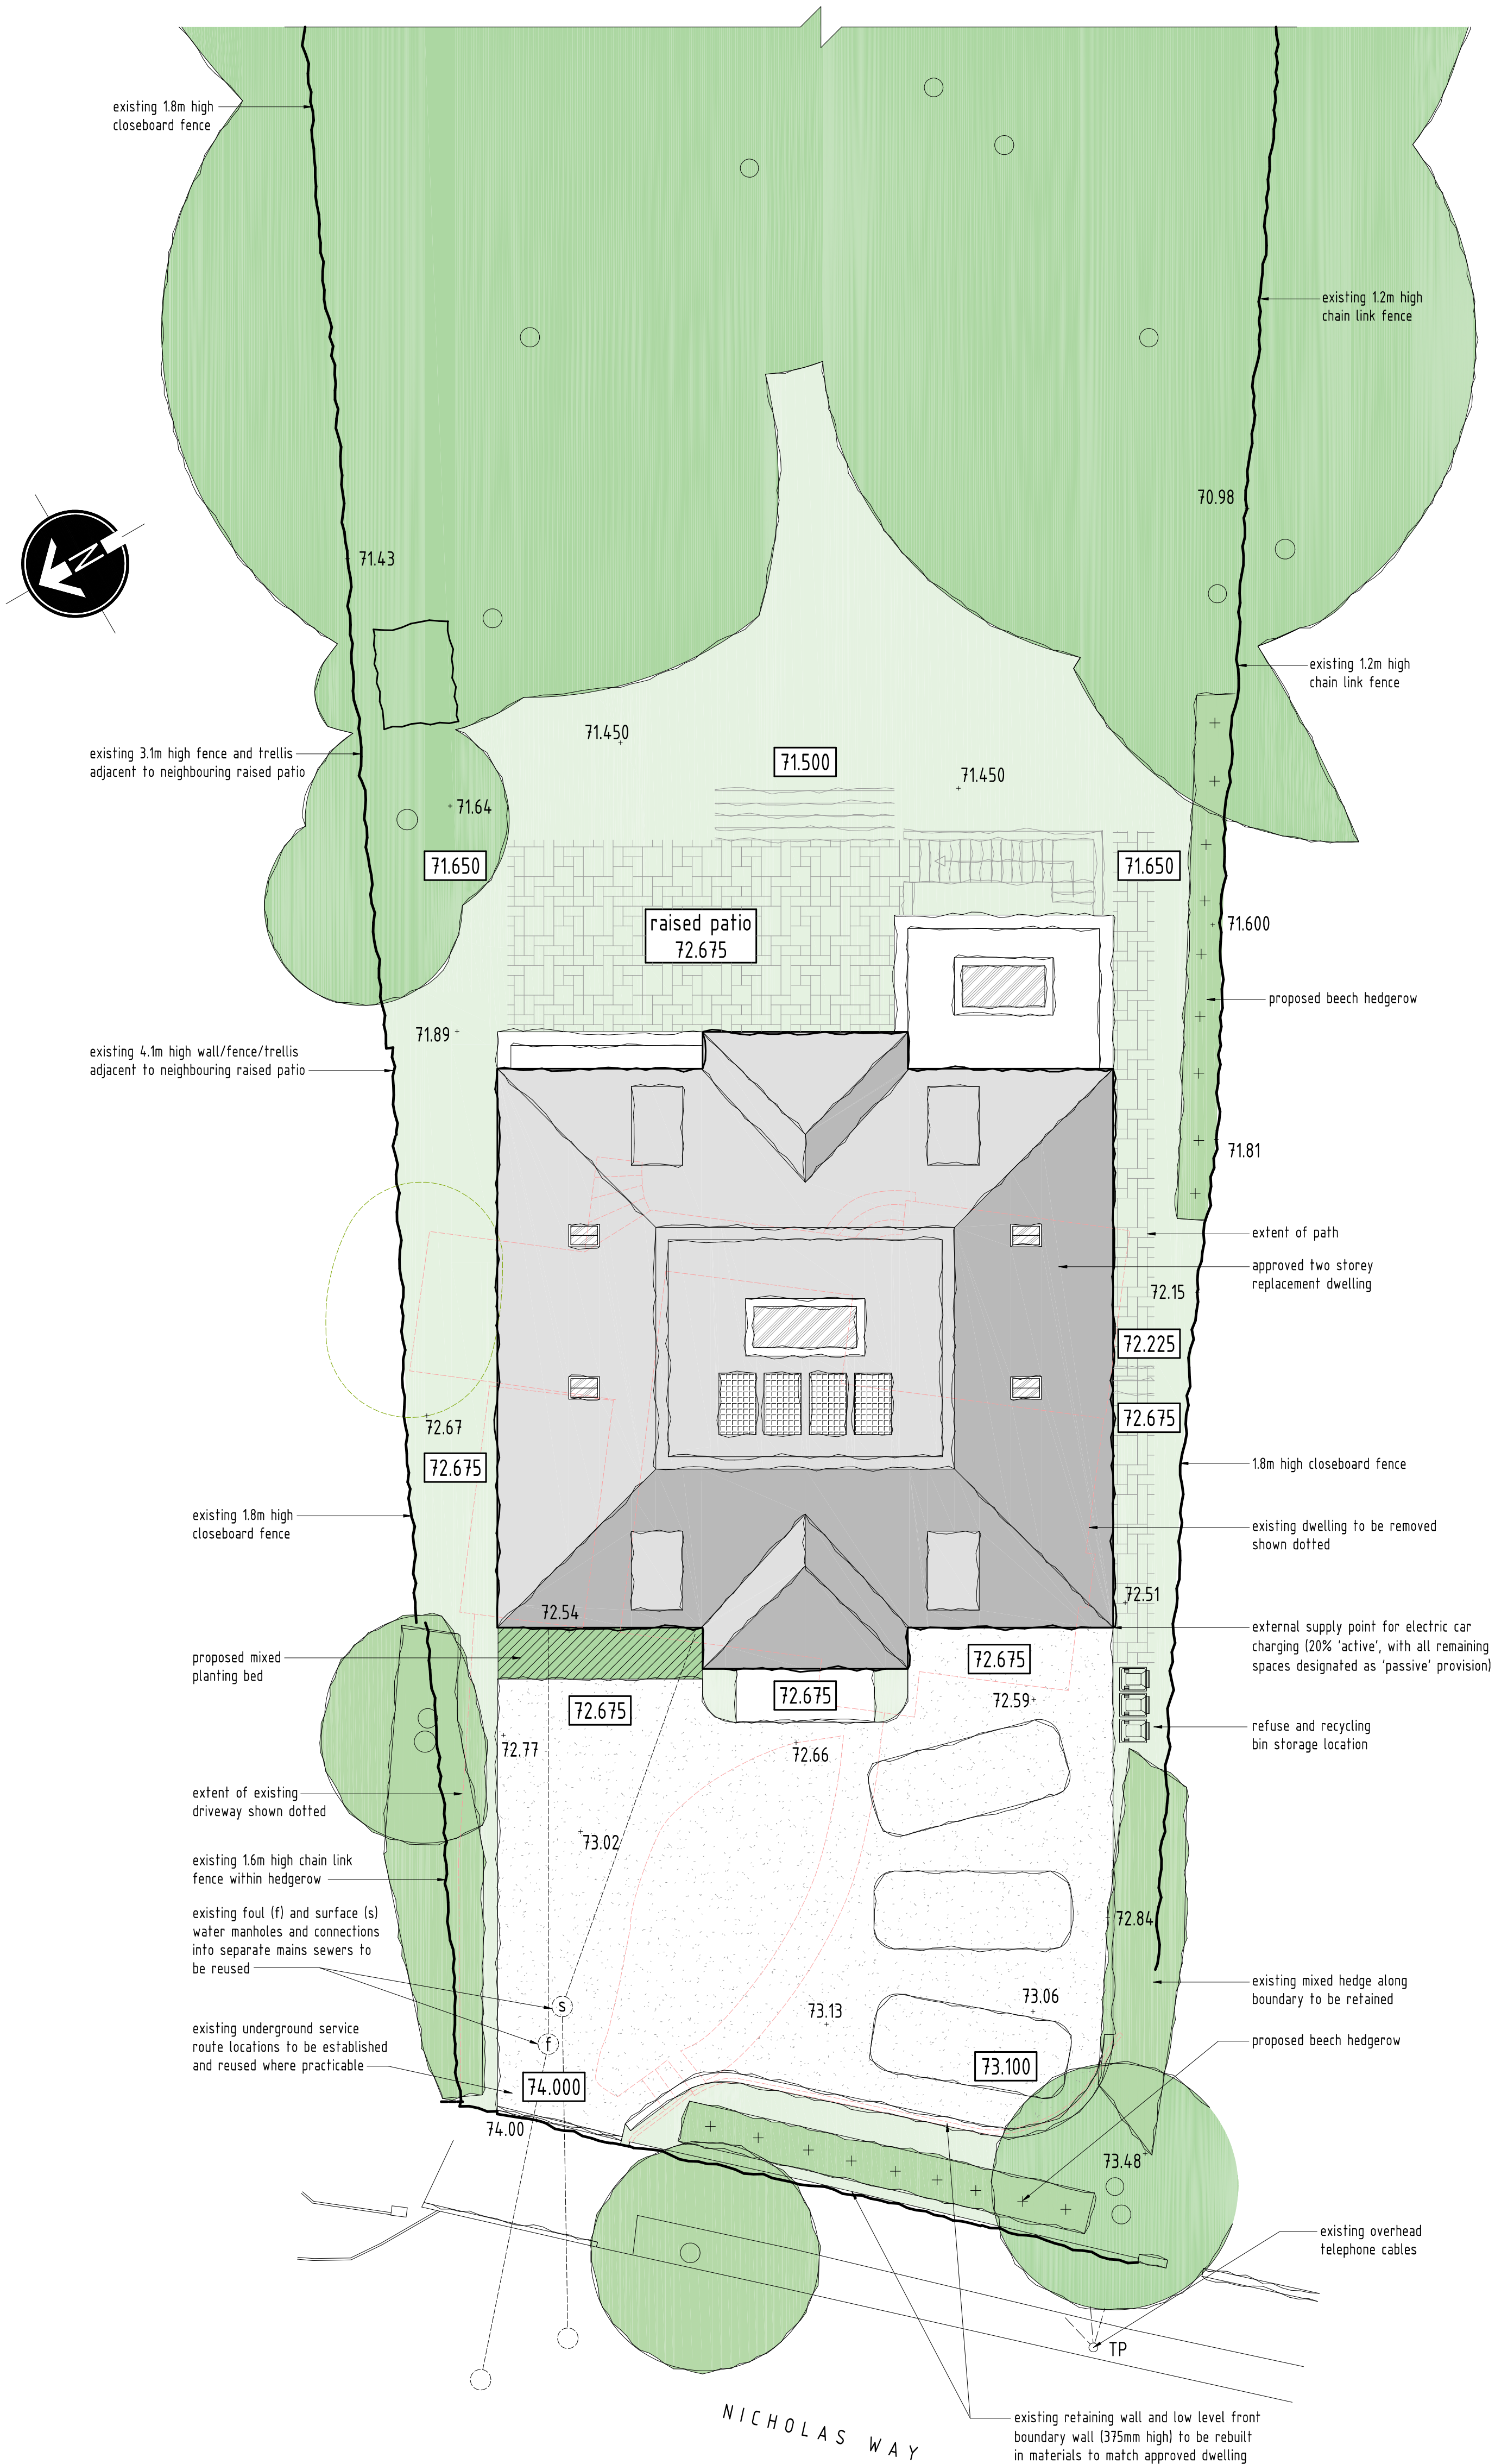 existing 1.8m high
closeboard fence
existing 1.2m high
chain link fence
70.98
N
71.43
existing 1.2m high
chain link fence
71.450
existing 3.1m high fence and trellis
adjacent to neighbouring raised patio
71.500
71.450
71.64
71.650
71.650
raised patio
72.675
71.600
proposed beech hedgerow
71.89
existing 4.1m high wall/fence/trellis
adjacent to neighbouring raised patio
71.81
extent of path
approved two storey
replacement dwelling
72.15
72.225
72.67
72.675
72.675
1.8m high closeboard fence
existing 1.8m high
closeboard fence
existing dwelling to be removed
shown dotted
72.51
72.54
external supply point for electric car
charging (20% 'active', with all remaining
spaces designated as 'passive' provision)
proposed mixed
planting bed
72.675
72.675
72.675
72.59
refuse and recycling
bin storage location
72.77
72.66
extent of existing
driveway shown dotted
73.02
existing 1.6m high chain link
fence within hedgerow
existing foul (f) and surface (s)
water manholes and connections
into separate mains sewers to
be reused
72.84
existing mixed hedge along
boundary to be retained
s
73.13
73.06
f
existing underground service
route locations to be established
and reused where practicable
proposed beech hedgerow
73.100
74.000
74.00
73.48
existing overhead
telephone cables
TP
NICHOLAS WAY
existing retaining wall and low level front
boundary wall (375mm high) to be rebuilt
in materials to match approved dwelling